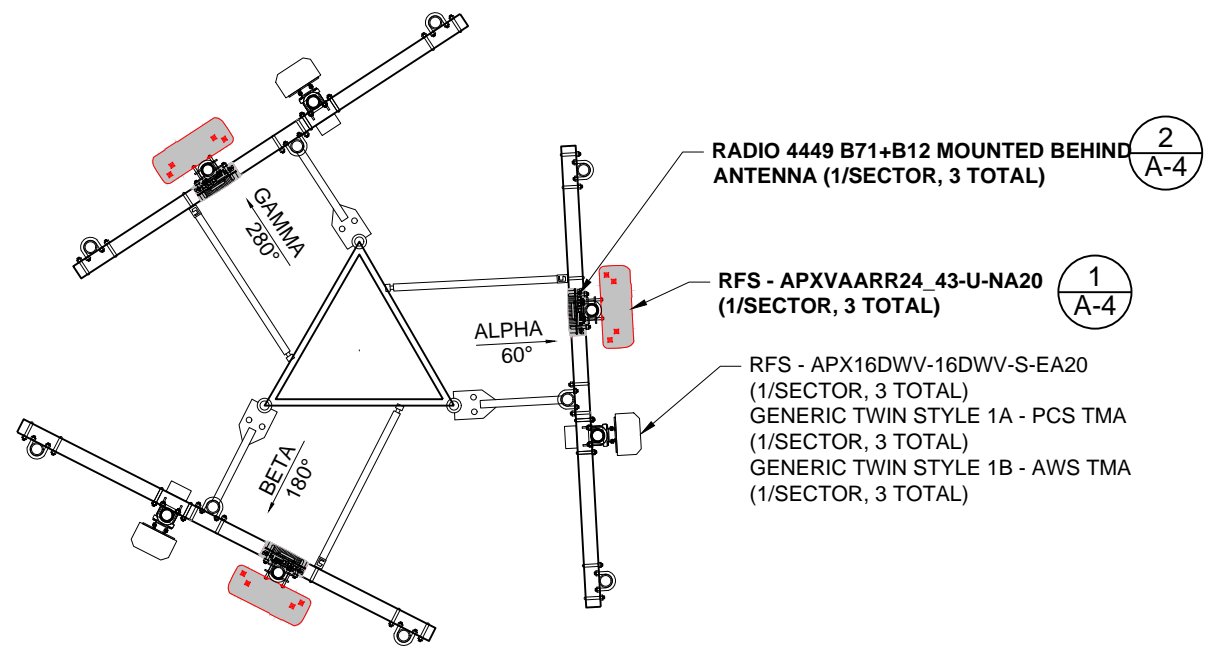 RADIO 4449 B71+B12 MOUNTED BEHIND
ANTENNA (1/SECTOR, 3 TOTAL)
2
A-4
GAMMA
280°
RFS - APXVAARR24_43-U-NA20
(1/SECTOR, 3 TOTAL)
1
A-4
ALPHA
60°
RFS - APX16DWV-16DWV-S-EA20
(1/SECTOR, 3 TOTAL)
GENERIC TWIN STYLE 1A - PCS TMA
(1/SECTOR, 3 TOTAL)
GENERIC TWIN STYLE 1B - AWS TMA
(1/SECTOR, 3 TOTAL)
BETA
180°